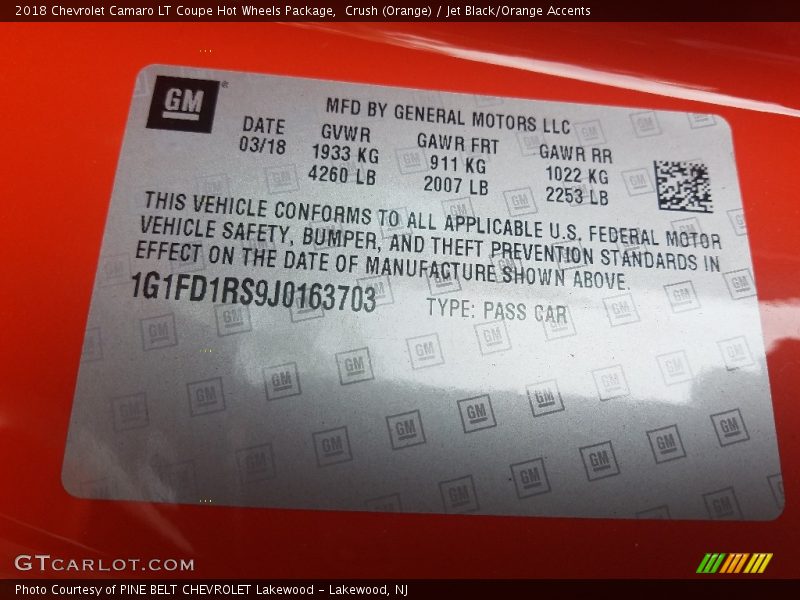 2018 Chevrolet Camaro LT Coupe Hot Wheels Package,  Crush (Orange) / Jet Black/Orange Accents
GM
MFD BY GENERAL MOTORS LLC
DATE GVWR GAWR FRT GAWR RR
03/18 1933 KG 911 KG 1022 KG
4260 LB 2007 LB 2253 LB
THIS VEHICLE CONFORMS TO ALL APPLICABLE U.S. FEDERAL MOTOR
VEHICLE SAFETY, BUMPER, AND THEFT PREVENTION STANDARDS IN
EFFECT ON THE DATE OF MANUFACTURE SHOWN ABOVE.
1G1FD1RS9J0163703 TYPE: PASS CAR
GTCARLOT.COM
Photo Courtesy of PINE BELT CHEVROLET Lakewood - Lakewood, NJ